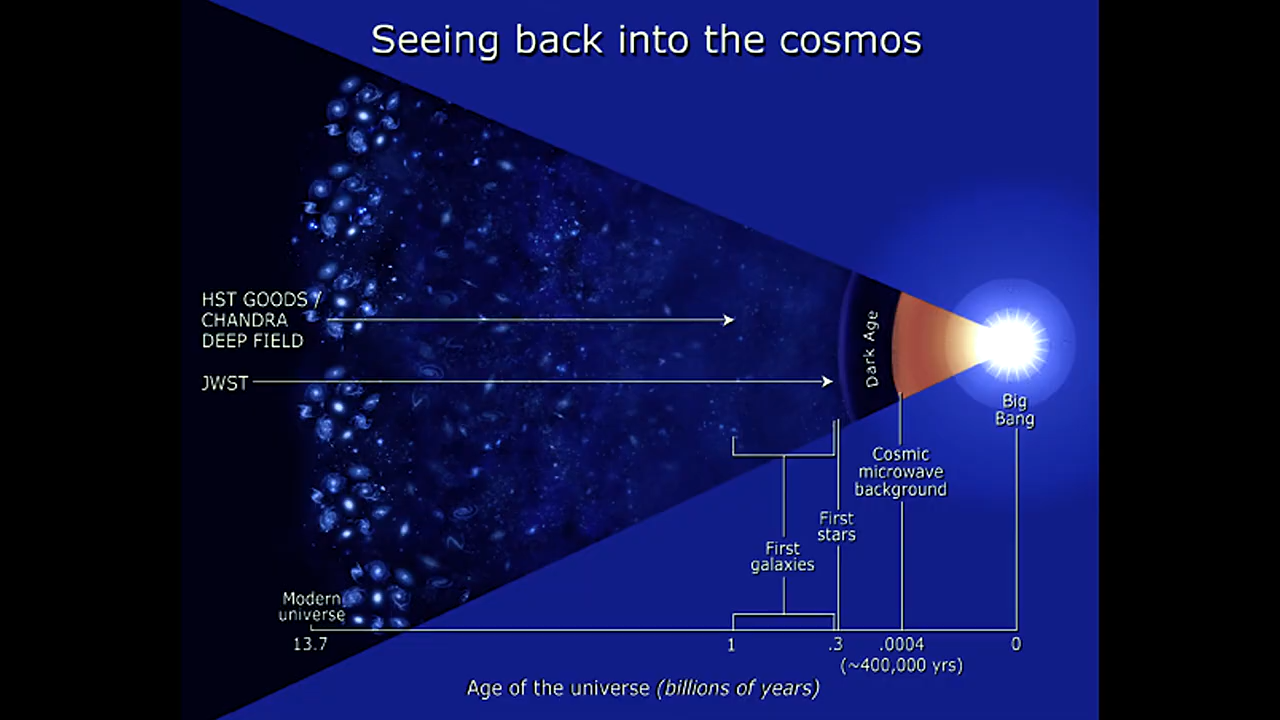 Seeing back into the cosmos
HST GOODS /
CHANDRA
DEEP FIELD
JWST
Dark Age
Big
Bang
Cosmic
microwave
background
First
stars
First
galaxies
Modern
universe
13.7
1
.3
.0004
0
(~400,000 yrs)
Age of the universe (billions of years)